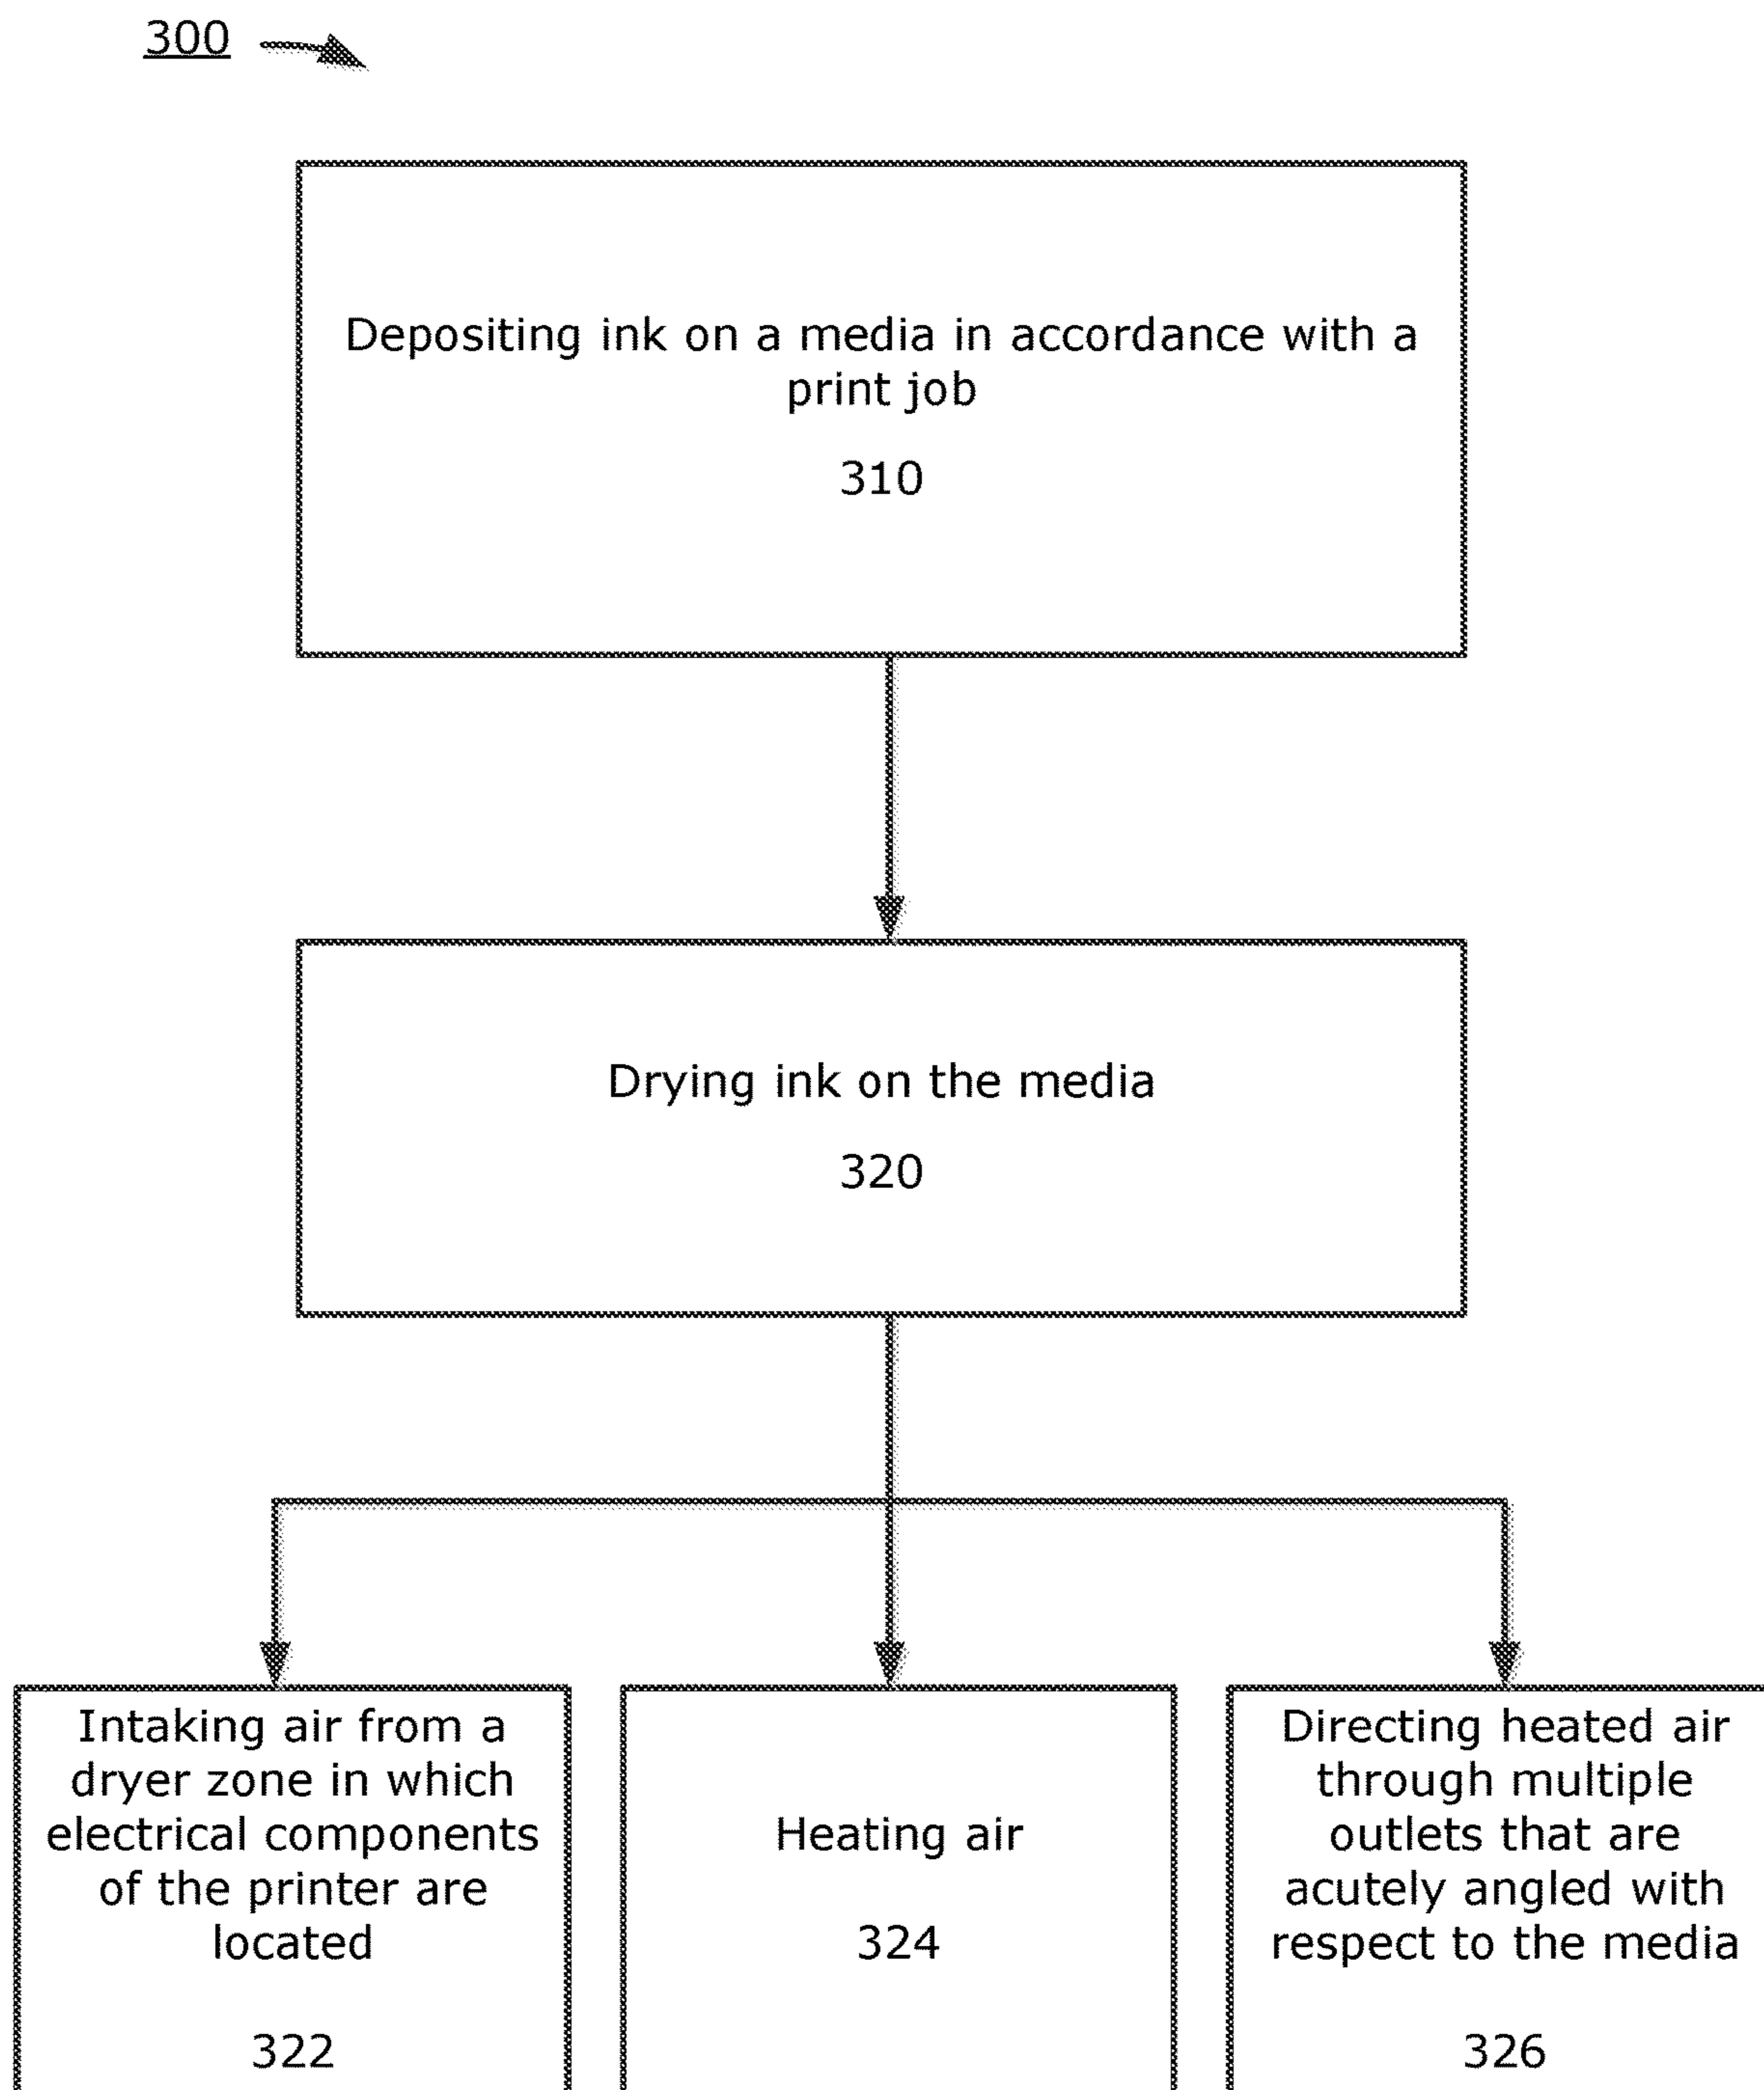 300
Depositing ink on a media in accordance with a
print job
310
Drying ink on the media
320
Intaking air from a
dryer zone in which
electrical components
of the printer are
located
322
Heating air
324
Directing heated air
through multiple
outlets that are
acutely angled with
respect to the media
326